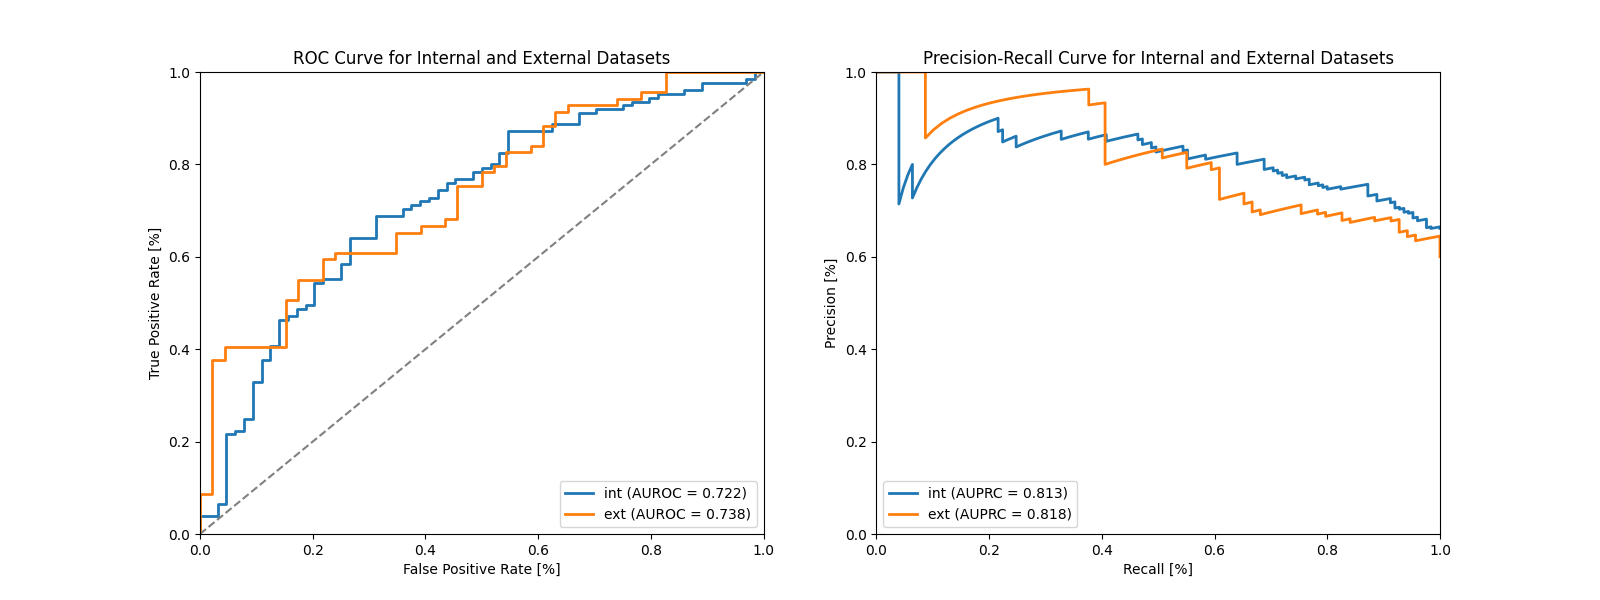 ROC Curve for Internal and External Datasets
True Positive Rate [%]
1.0
0.8
0.6
0.4
0.2
0.0
int (AUROC = 0.722)
ext (AUROC = 0.738)
0.0 0.2 0.4 0.6 0.8 1.0
False Positive Rate [%]
Precision-Recall Curve for Internal and External Datasets
Precision [%]
1.0
0.8
0.6
0.4
0.2
0.0
int (AUPRC = 0.813)
ext (AUPRC = 0.818)
0.0 0.2 0.4 0.6 0.8 1.0
Recall [%]